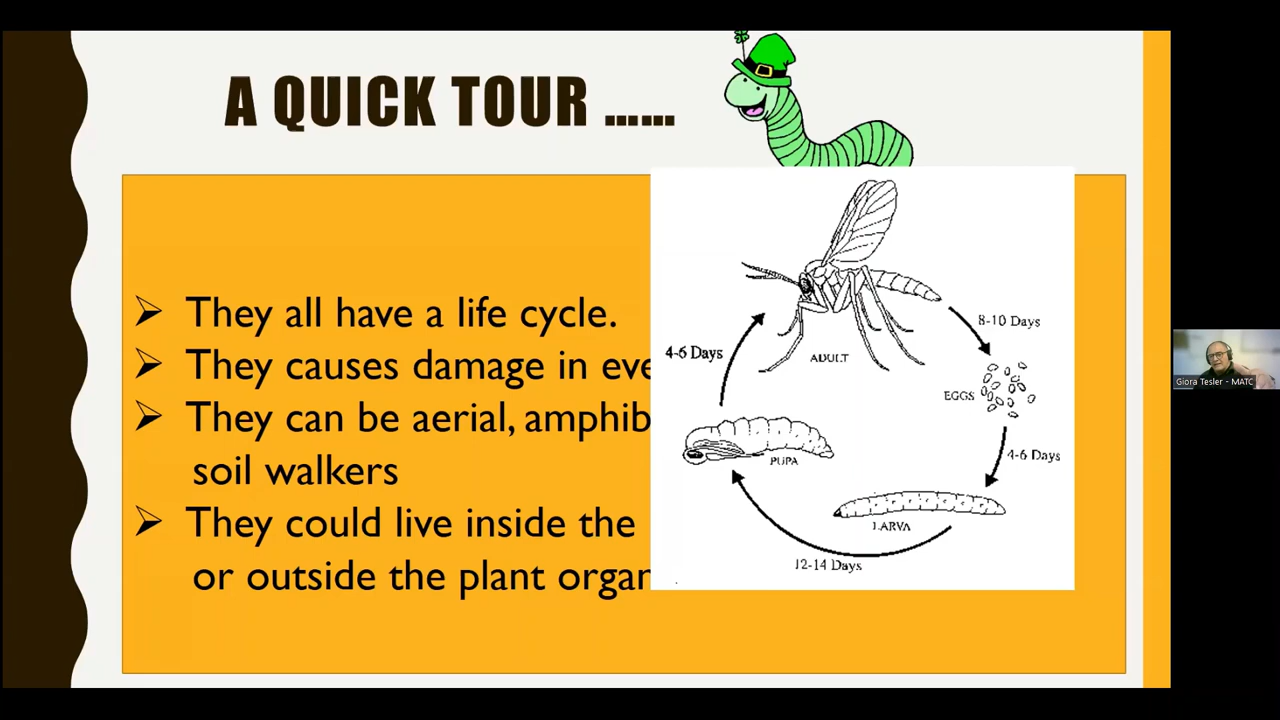 A QUICK TOUR ......
They all have a life cycle.
They causes damage in eve
They can be aerial, amphib
soil walkers
They could live inside the
or outside the plant organ
8-10 Days
4-6 Days
ADULT
EGGS
4-6 Days
PUPA
LARVA
12-14 Days
Giora Tesler - MATC